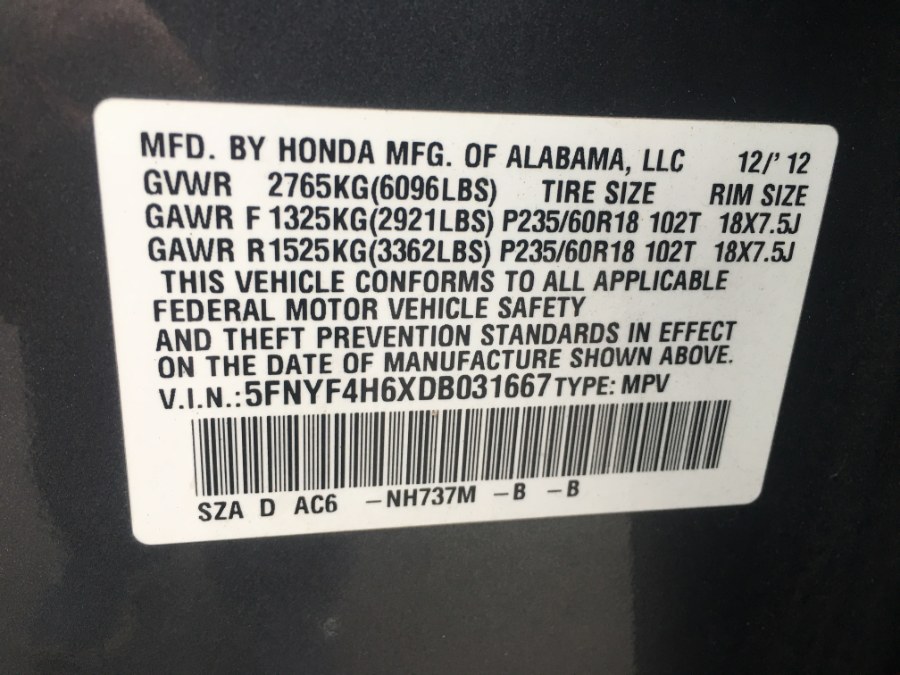 MFD. BY HONDA MFG. OF ALABAMA, LLC 12/' 12
GVWR 2765KG(6096LBS) TIRE SIZE RIM SIZE
GAWR F 1325KG(2921LBS) P235/60R18 102T 18X7.5J
GAWR R 1525KG(3362LBS) P235/60R18 102T 18X7.5J
THIS VEHICLE CONFORMS TO ALL APPLICABLE
FEDERAL MOTOR VEHICLE SAFETY
AND THEFT PREVENTION STANDARDS IN EFFECT
ON THE DATE OF MANUFACTURE SHOWN ABOVE.
V.I.N.: 5FNYF4H6XDB031667 TYPE: MPV
SZA D AC6 –NH737M –B –B